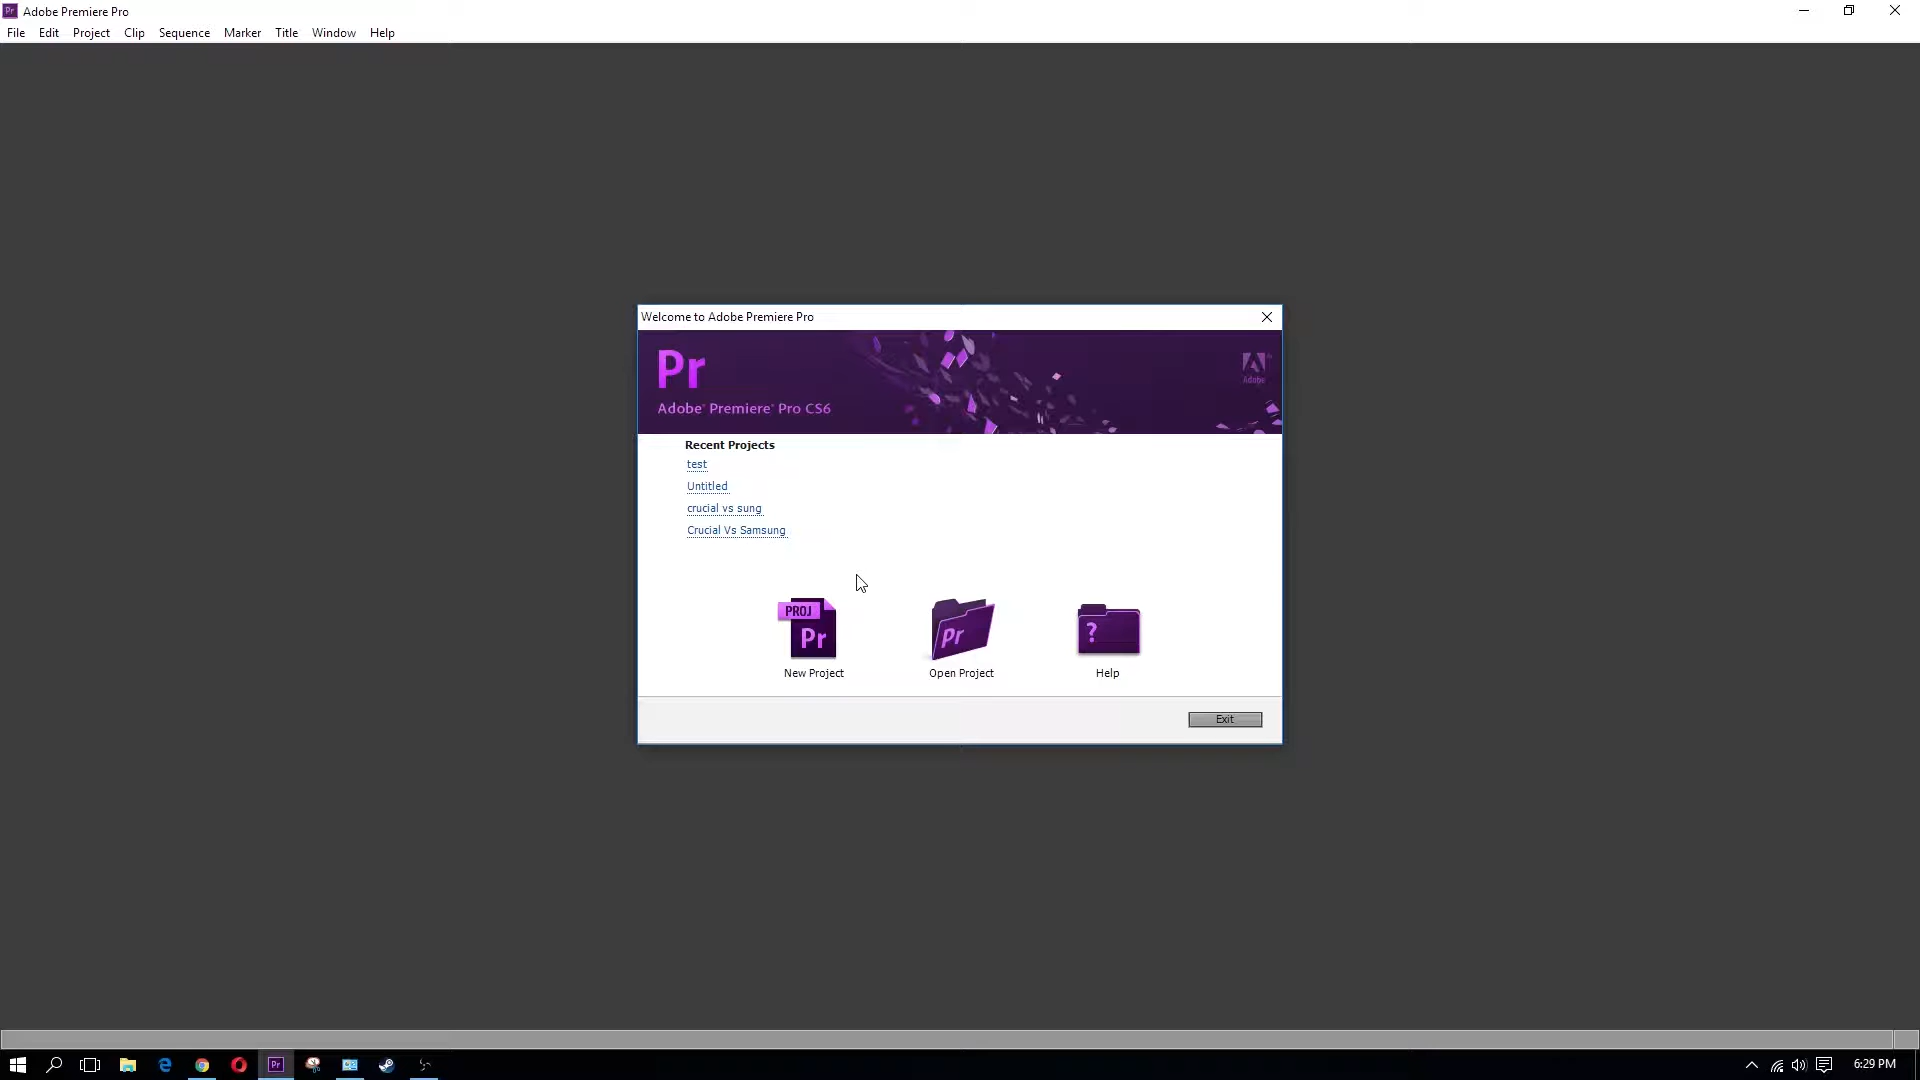 Adobe Premiere Pro
File Edit Project Clip Sequence Marker Title Window Help
Welcome to Adobe Premiere Pro
Pr
Adobe
Adobe® Premiere® Pro CS6
Recent Projects
test
Untitled
crucial vs sung
Crucial Vs Samsung
PROJ
Pr
Pr
?
New Project Open Project Help
Exit
Pr
6:29 PM